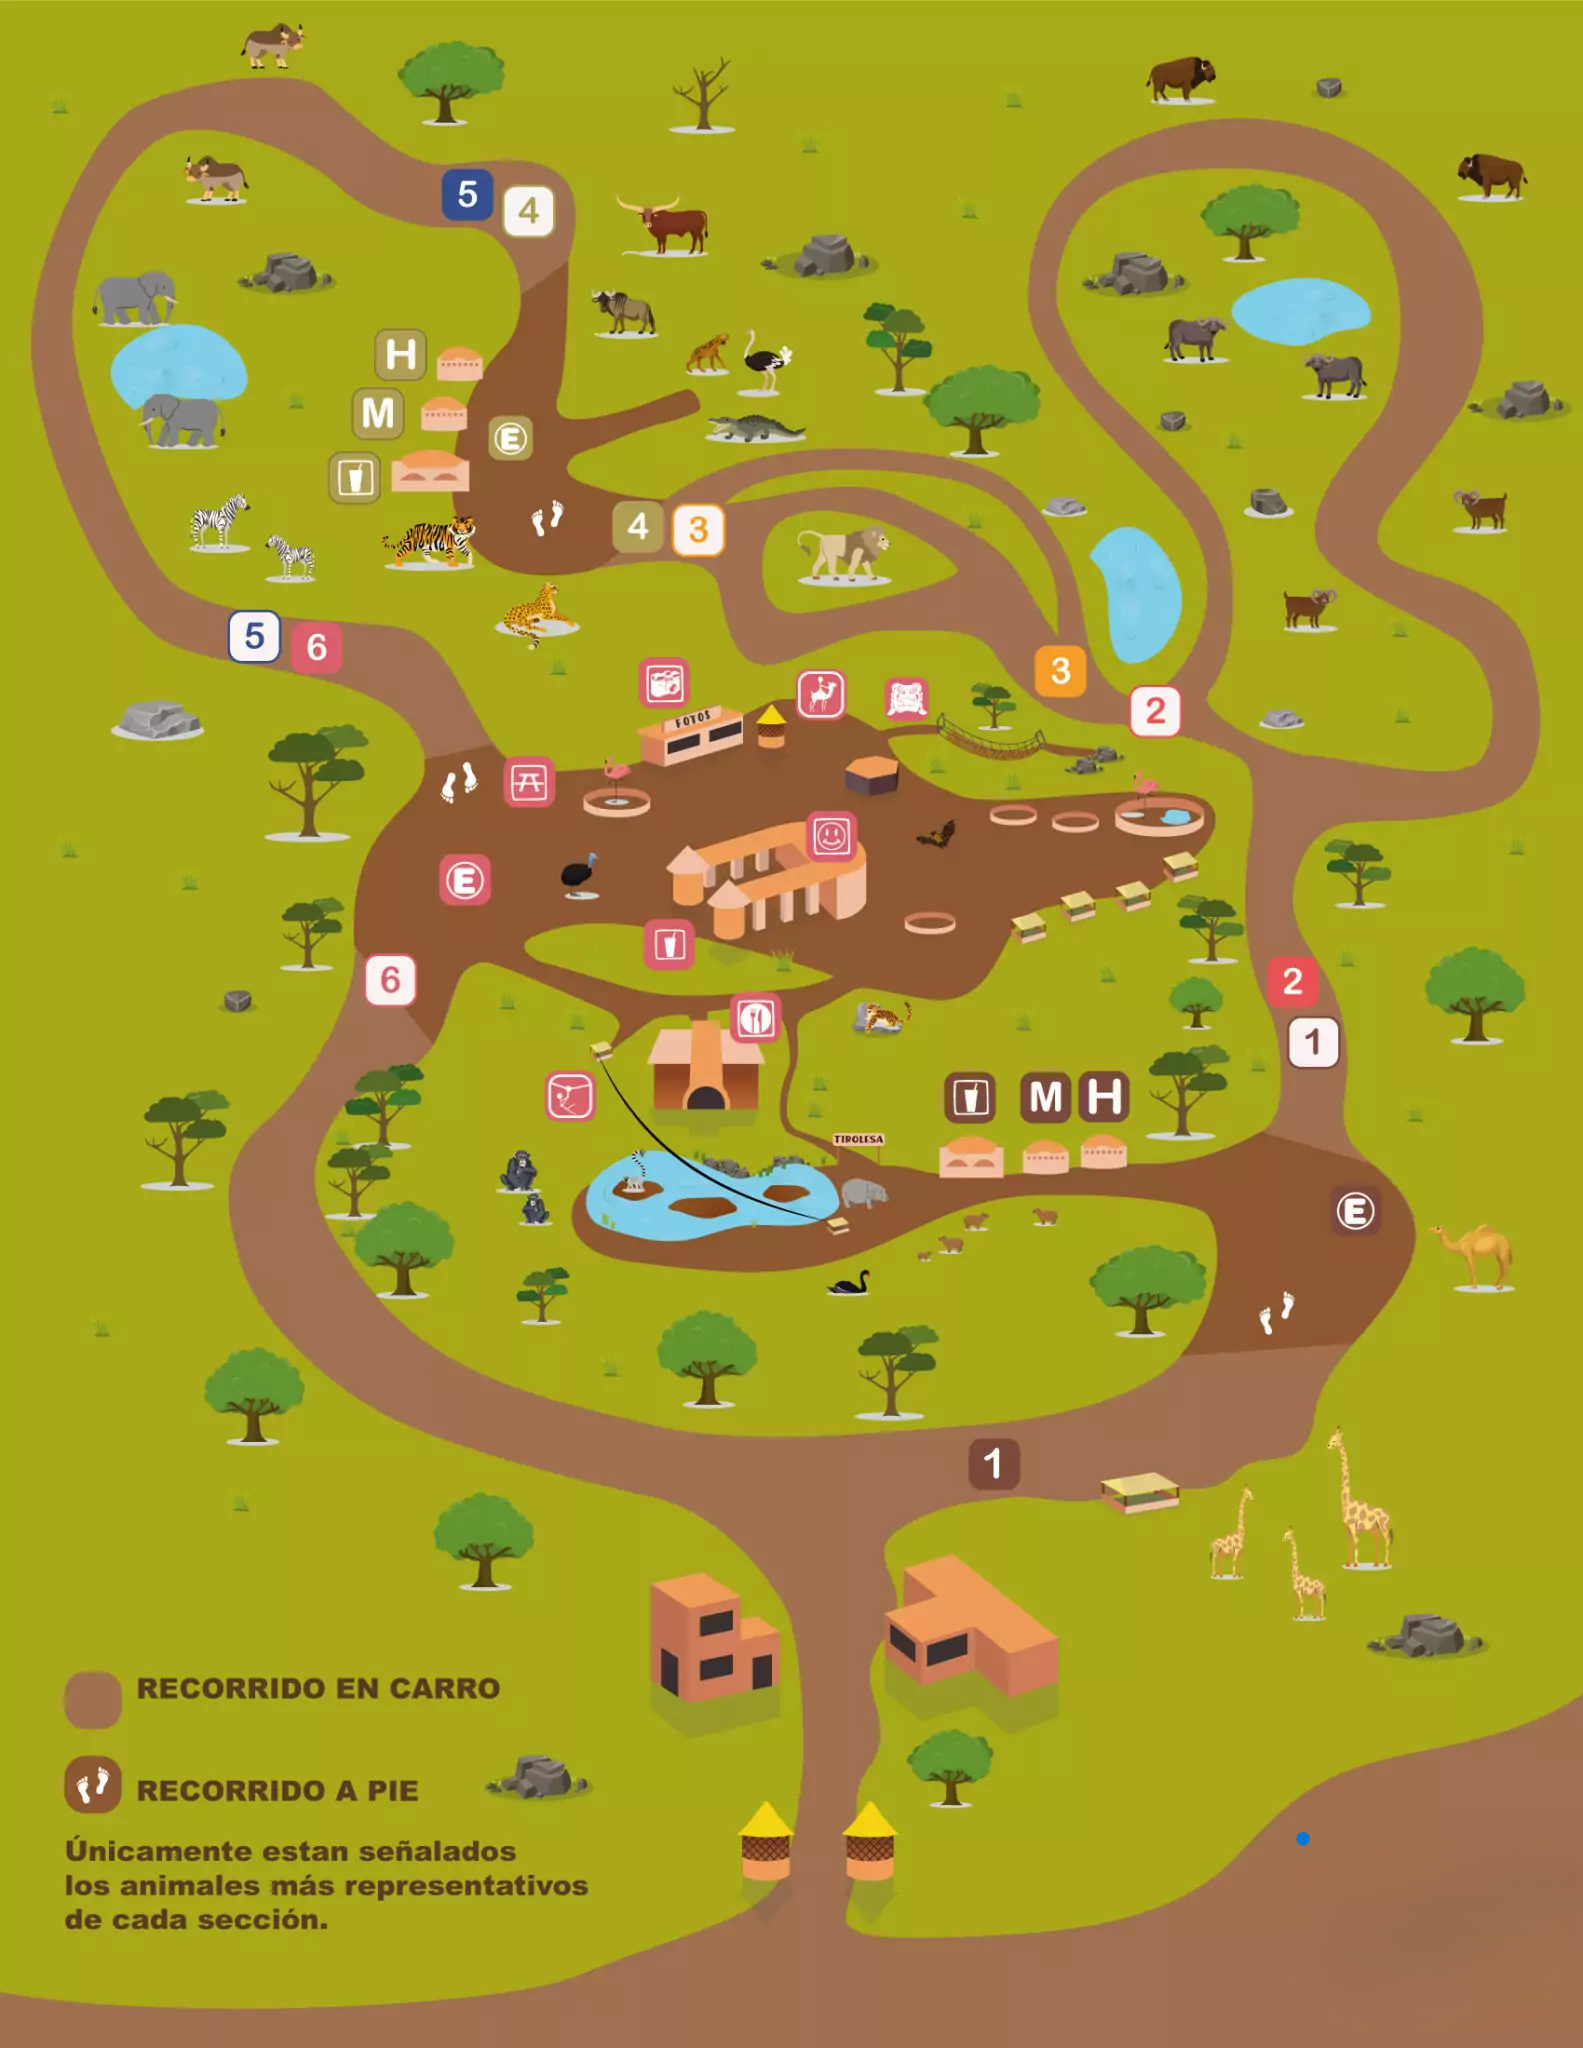 5
4
H
M
E
4
3
5
6
3
2
FOTOS
E
6
2
1
M
H
TIROLESA
E
1
RECORRIDO EN CARRO
RECORRIDO A PIE
Únicamente estan señalados
los animales más representativos
de cada sección.